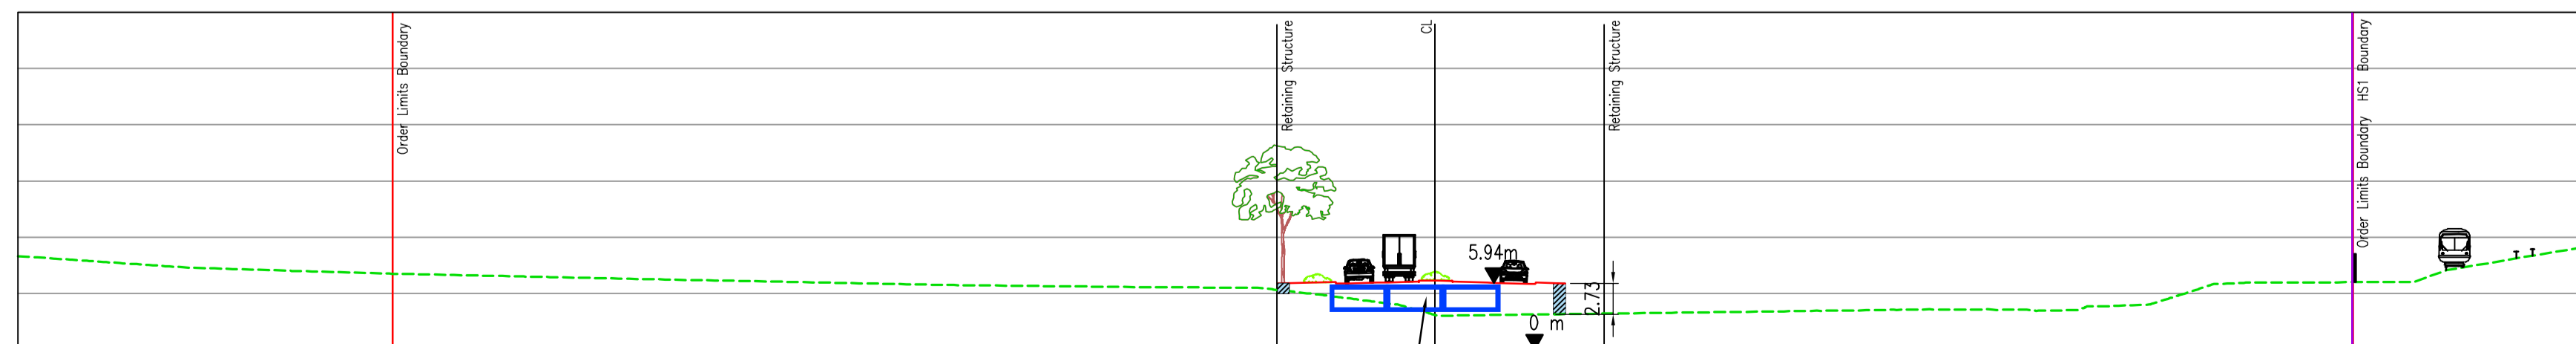 Order Limits Boundary
Retaining Structure
CL
Retaining Structure
Order Limits Boundary HS1 Boundary
5.94m
2.73
0 m